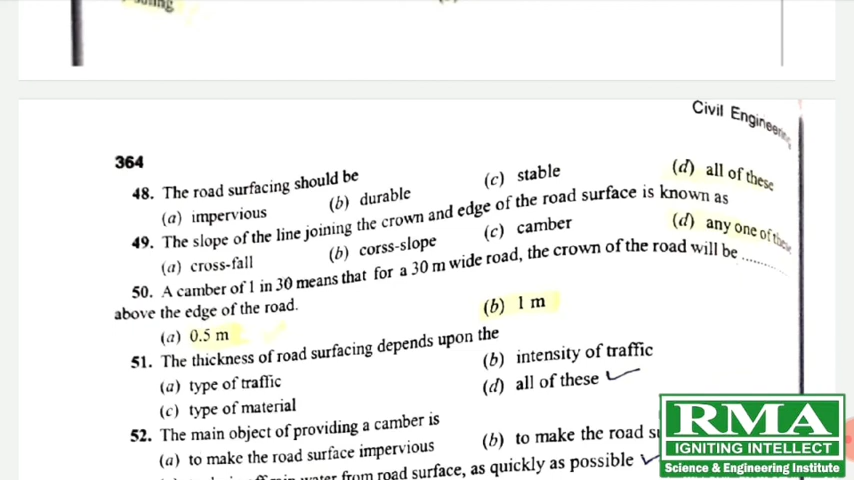 Civil Engineering
364
48. The road surfacing should be
(a) impervious (b) durable (c) stable (d) all of these
49. The slope of the line joining the crown and edge of the road surface is known as
(a) cross-fall (b) corss-slope (c) camber (d) any one of these
50. A camber of 1 in 30 means that for a 30 m wide road, the crown of the road will be ........
above the edge of the road.
(a) 0.5 m (b) 1 m
51. The thickness of road surfacing depends upon the
(a) type of traffic (b) intensity of traffic
(c) type of material (d) all of these
52. The main object of providing a camber is
(a) to make the road surface impervious (b) to make the road
water from road surface, as quickly as possible
RMA
IGNITING INTELLECT
Science & Engineering Institute